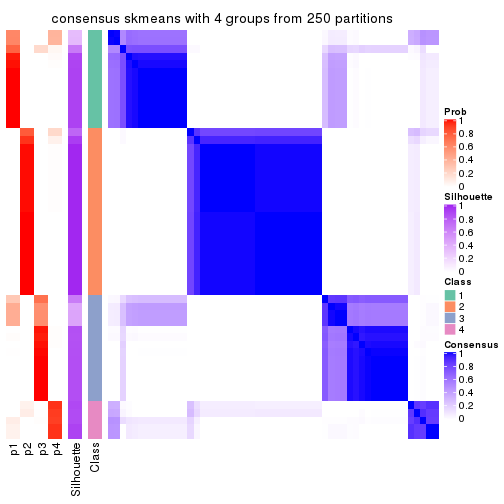 consensus skmeans with 4 groups from 250 partitions
Prob
1
0.8
0.6
0.4
0.2
0
Silhouette
1
0.8
0.6
0.4
0.2
0
Class
1
2
3
4
Consensus
1
0.8
0.6
0.4
0.2
0
p1
p2
p3
p4
Silhouette
Class